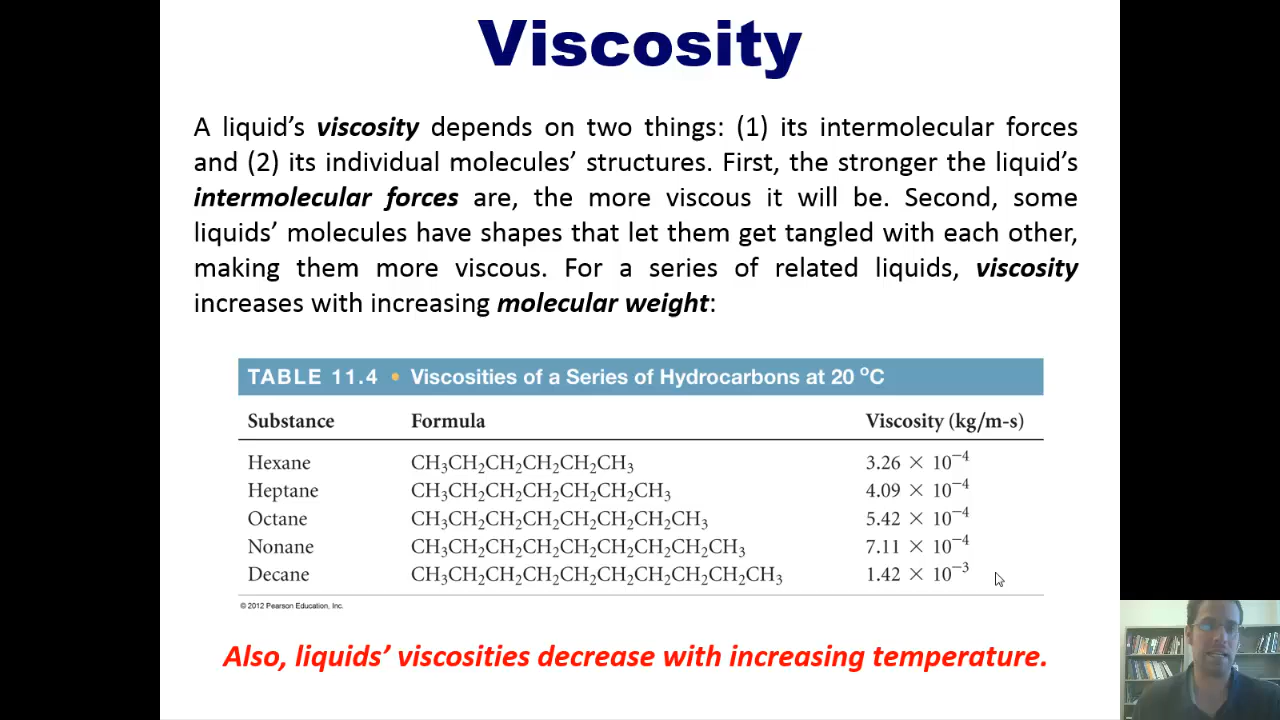 Viscosity
A liquid’s viscosity depends on two things: (1) its intermolecular forces
and (2) its individual molecules’ structures. First, the stronger the liquid’s
intermolecular forces are, the more viscous it will be. Second, some
liquids’ molecules have shapes that let them get tangled with each other,
making them more viscous. For a series of related liquids, viscosity
increases with increasing molecular weight:
TABLE 11.4 • Viscosities of a Series of Hydrocarbons at 20 ºC
Substance Formula Viscosity (kg/m-s)
Hexane CH₃CH₂CH₂CH₂CH₂CH₃ 3.26 × 10⁻⁴
Heptane CH₃CH₂CH₂CH₂CH₂CH₂CH₃ 4.09 × 10⁻⁴
Octane CH₃CH₂CH₂CH₂CH₂CH₂CH₂CH₃ 5.42 × 10⁻⁴
Nonane CH₃CH₂CH₂CH₂CH₂CH₂CH₂CH₂CH₃ 7.11 × 10⁻⁴
Decane CH₃CH₂CH₂CH₂CH₂CH₂CH₂CH₂CH₂CH₃ 1.42 × 10⁻³
© 2012 Pearson Education, Inc.
Also, liquids’ viscosities decrease with increasing temperature.